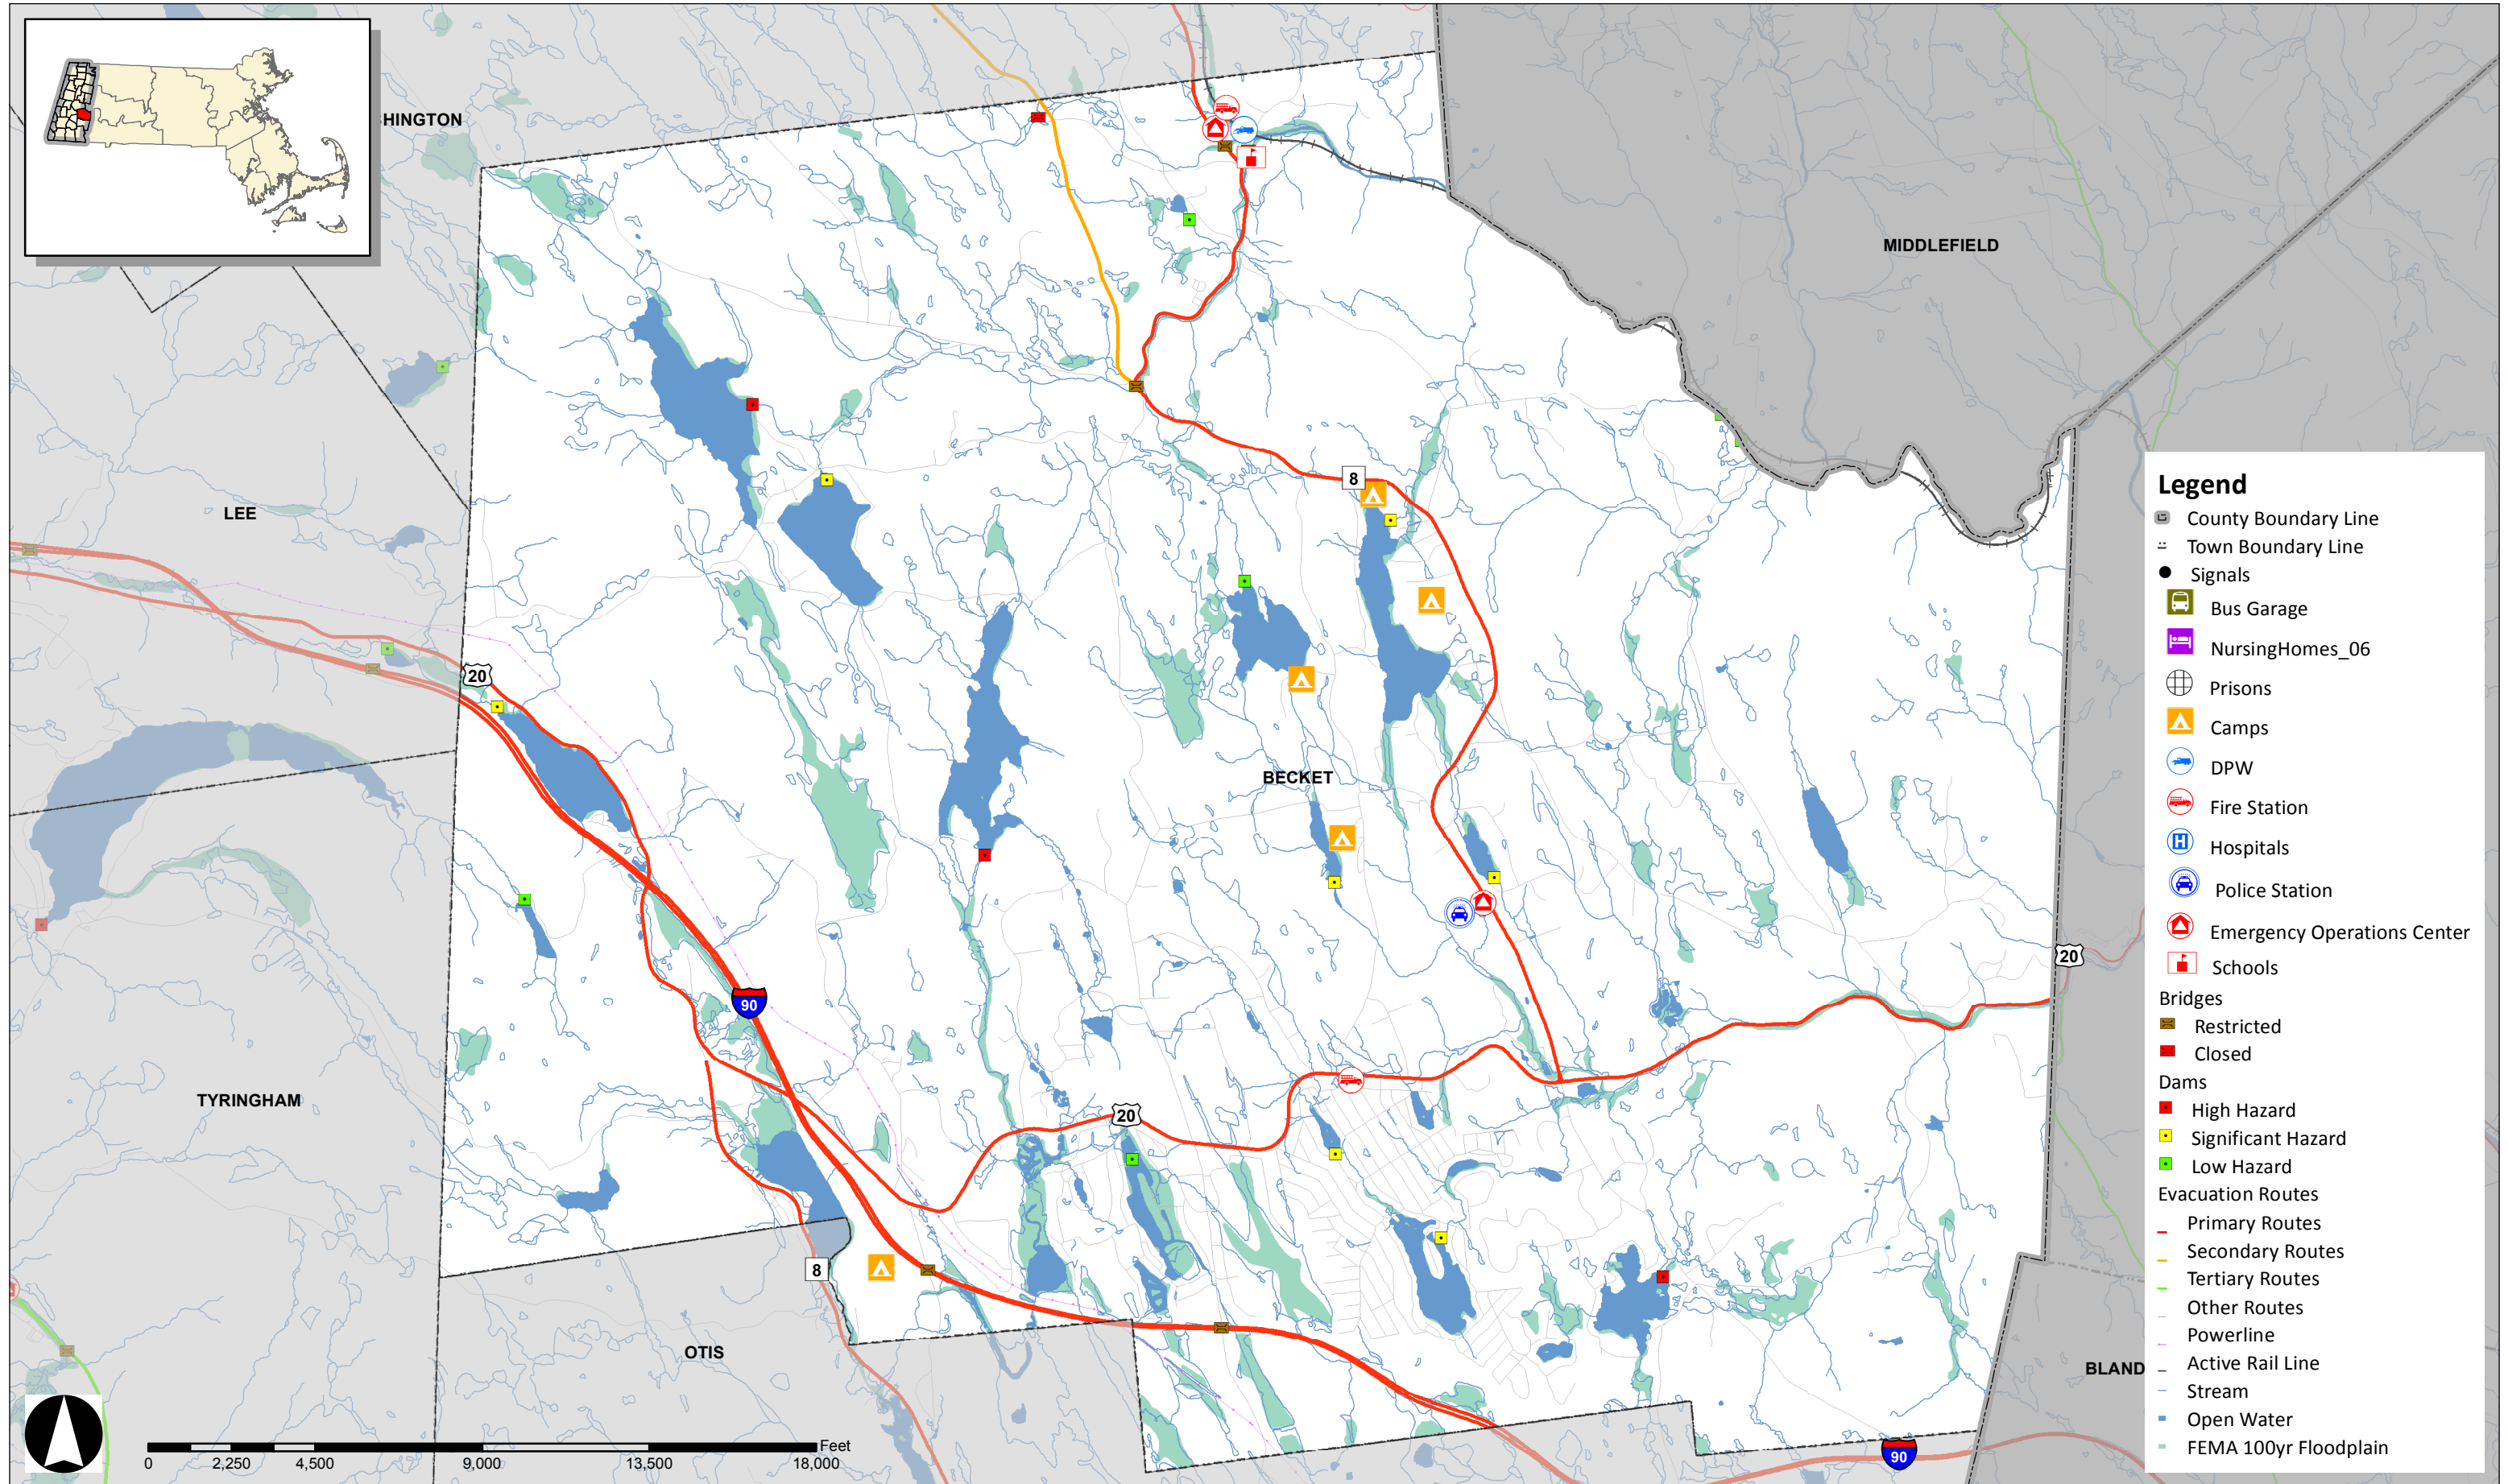 HINGTON
MIDDLEFIELD
LEE
8
20
BECKET
20
90
TYRINGHAM
20
8
OTIS
BLAND
90
Feet
0 2,250 4,500 9,000 13,500 18,000
Legend
County Boundary Line
Town Boundary Line
Signals
Bus Garage
NursingHomes_06
Prisons
Camps
DPW
Fire Station
H Hospitals
Police Station
Emergency Operations Center
Schools
Bridges
Restricted
Closed
Dams
High Hazard
Significant Hazard
Low Hazard
Evacuation Routes
Primary Routes
Secondary Routes
Tertiary Routes
Other Routes
Powerline
Active Rail Line
Stream
Open Water
FEMA 100yr Floodplain